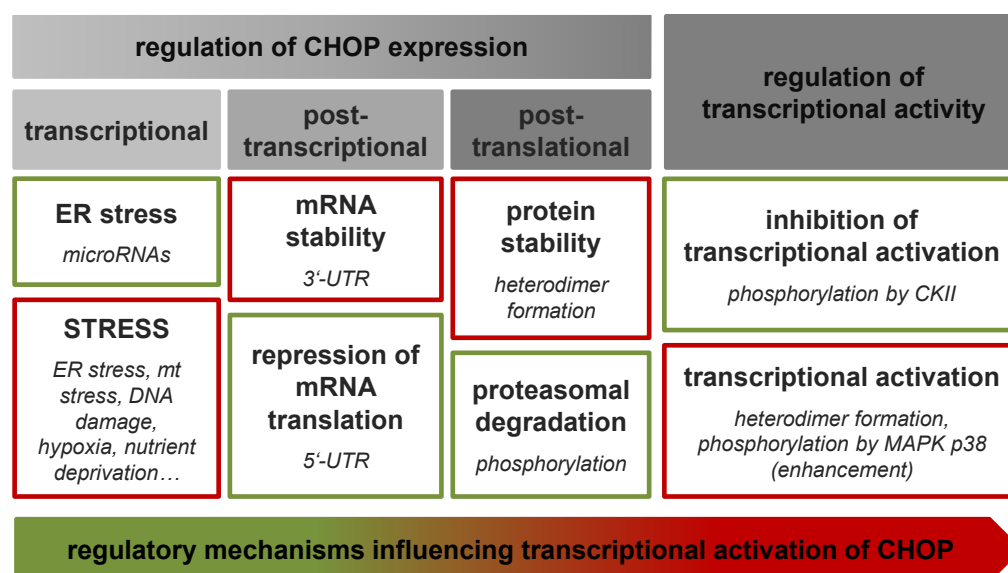 regulation of CHOP expression
regulation of
transcriptional activity
transcriptional
post-
transcriptional
post-
translational
ER stress
microRNAs
STRESS
ER stress, mt
stress, DNA
damage,
hypoxia, nutrient
deprivation…
mRNA
stability
3‘-UTR
repression of
mRNA
translation
5‘-UTR
protein
stability
heterodimer
formation
proteasomal
degradation
phosphorylation
inhibition of
transcriptional activation
phosphorylation by CKII
transcriptional activation
heterodimer formation,
phosphorylation by MAPK p38
(enhancement)
regulatory mechanisms influencing transcriptional activation of CHOP